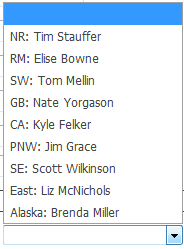 NR: Tim Stauffer
RM: Elise Bowne
SW: Tom Mellin
GB: Nate Yorgason
CA: Kyle Felker
PNW: Jim Grace
SE: Scott Wilkinson
East: Liz McNichols
Alaska: Brenda Miller